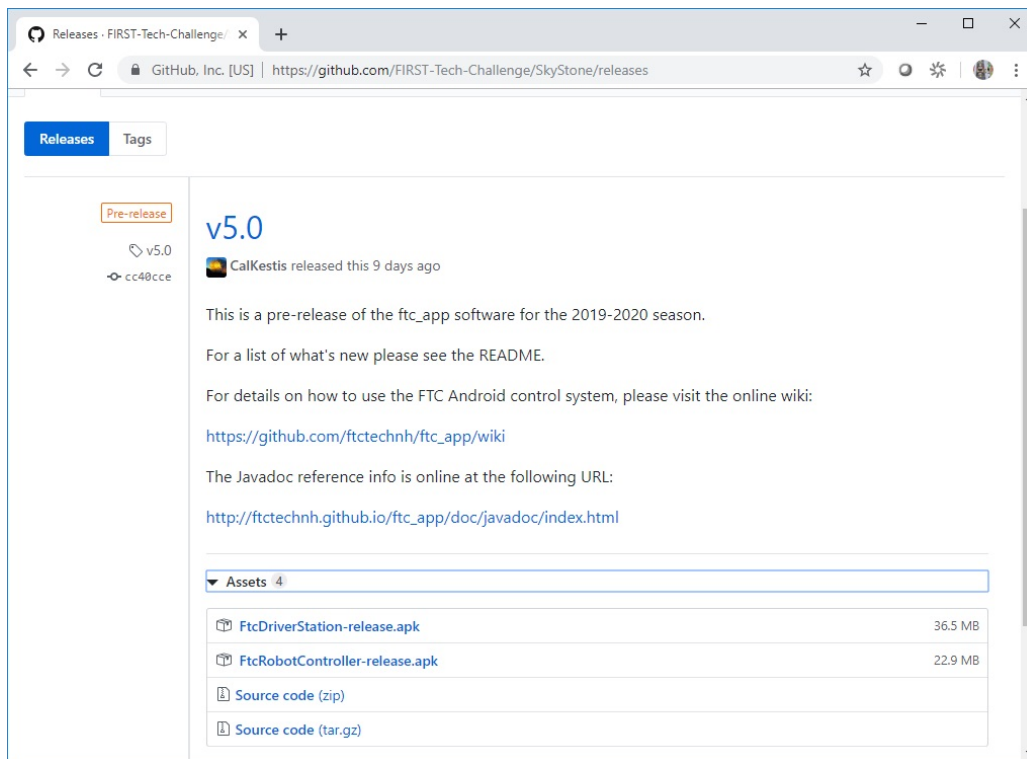 Releases · FIRST-Tech-Challenge/
GitHub, Inc. [US] | https://github.com/FIRST-Tech-Challenge/SkyStone/releases
Releases Tags
Pre-release
v5.0
cc40cce
v5.0
CalKestis released this 9 days ago
This is a pre-release of the ftc_app software for the 2019-2020 season.
For a list of what's new please see the README.
For details on how to use the FTC Android control system, please visit the online wiki:
https://github.com/ftctechnh/ftc_app/wiki
The Javadoc reference info is online at the following URL:
http://ftctechnh.github.io/ftc_app/doc/javadoc/index.html
Assets 4
FtcDriverStation-release.apk 36.5 MB
FtcRobotController-release.apk 22.9 MB
Source code (zip)
Source code (tar.gz)